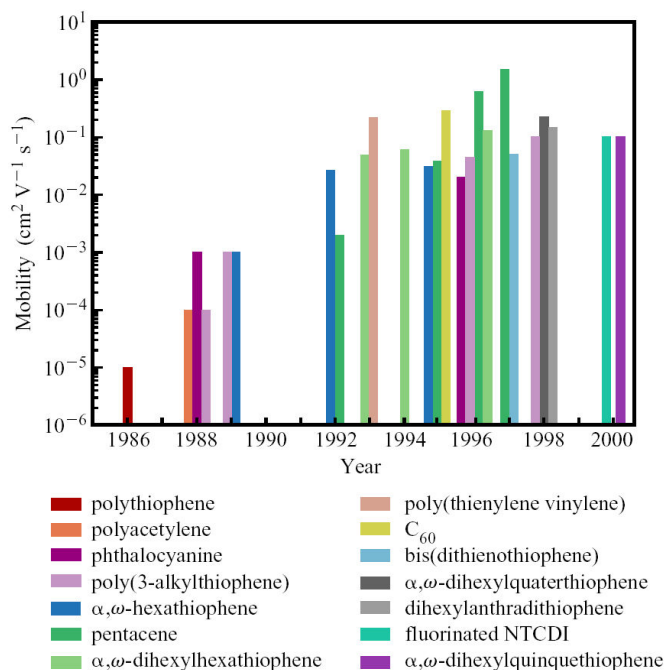 10¹
10⁰
10⁻¹
10⁻²
10⁻³
10⁻⁴
10⁻⁵
10⁻⁶
Mobility (cm² V⁻¹ s⁻¹)
1986 1988 1990 1992 1994 1996 1998 2000
Year
polythiophene
polyacetylene
phthalocyanine
poly(3-alkylthiophene)
α,ω-hexathiophene
pentacene
α,ω-dihexylhexathiophene
poly(thienylene vinylene)
C₆₀
bis(dithienothiophene)
α,ω-dihexylquaterthiophene
dihexylanthradithiophene
fluorinated NTCDI
α,ω-dihexylquinquethiophene